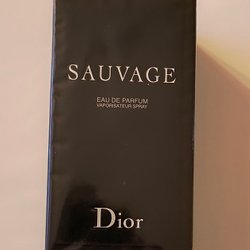 SAUVAGE
EAU DE PARFUM
VAPORISATEUR SPRAY
Dior